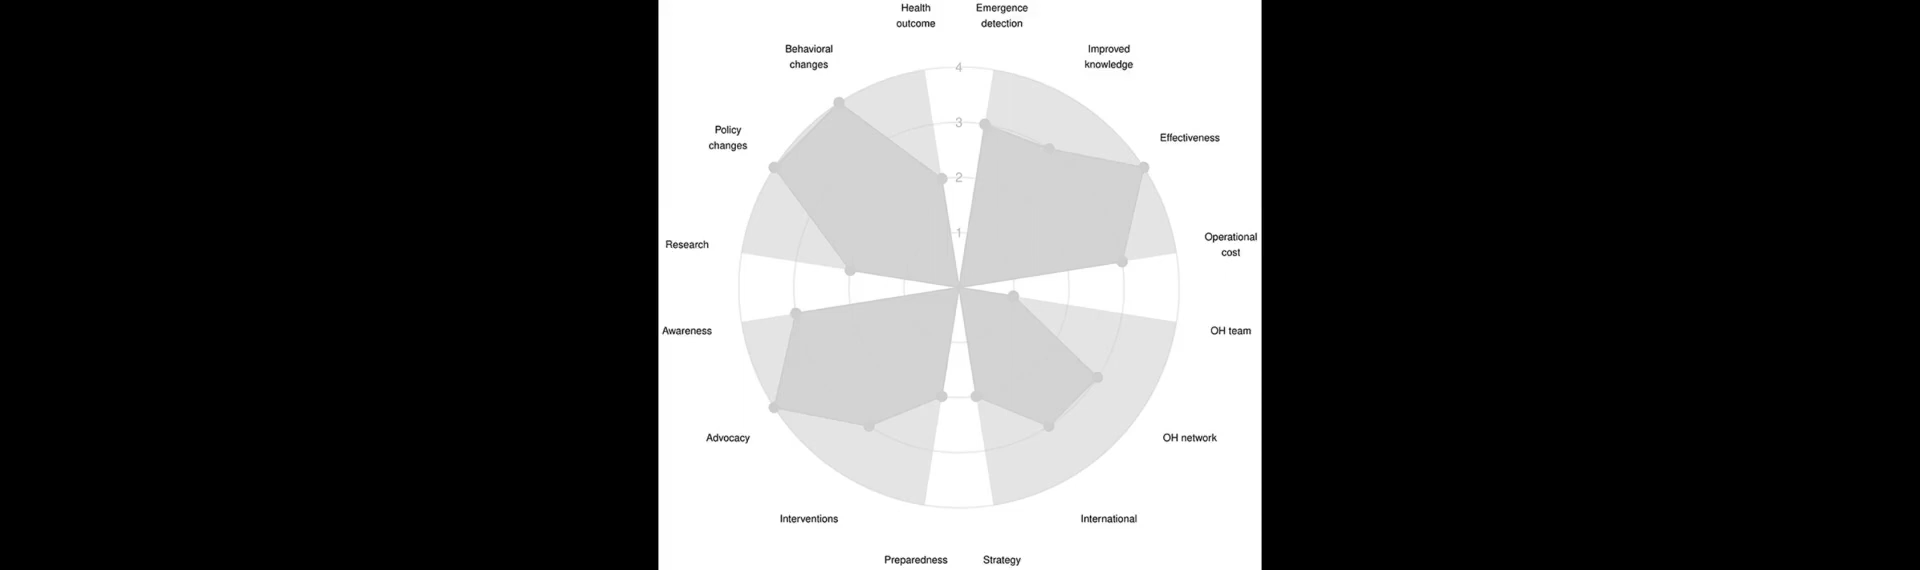 Health
outcome
Emergence
detection
Behavioral
changes
Improved
knowledge
4
Policy
changes
3
Effectiveness
2
Research
1
Operational
cost
Awareness
OH team
Advocacy
OH network
Interventions
International
Preparedness
Strategy